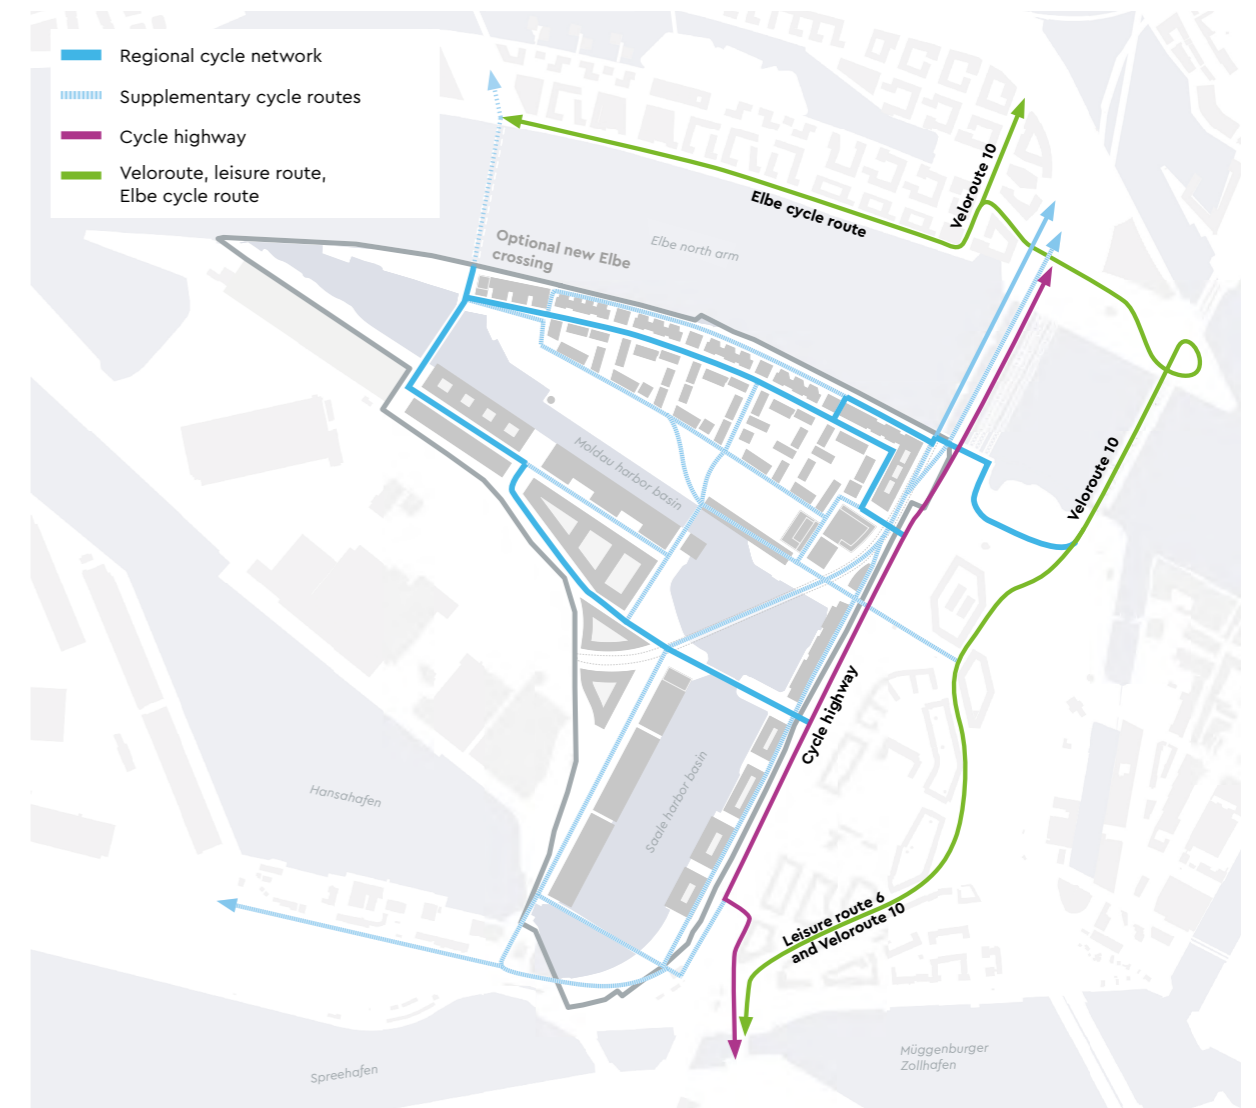 Regional cycle network
Supplementary cycle routes
Cycle highway
Veloroute, leisure route,
Elbe cycle route
Veloroute 10
Elbe cycle route
Optional new Elbe
crossing
Elbe north arm
Moldau harbor basin
Veloroute 10
Cycle highway
Saale harbor basin
Hansahafen
Leisure route 6
and Veloroute 10
Spreehafen
Müggenburger
Zollhafen